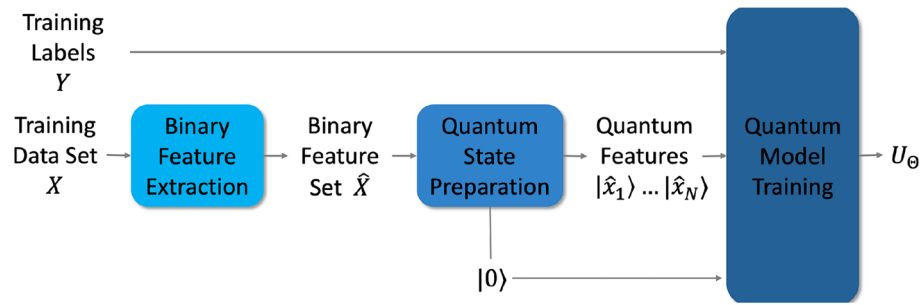 Training
Labels
Y
Training
Data Set
X
Binary
Feature
Extraction
Binary
Feature
Set X̂
Quantum
State
Preparation
Quantum
Features
|x̂₁⟩ … |x̂_N⟩
Quantum
Model
Training
U_Θ
|0⟩